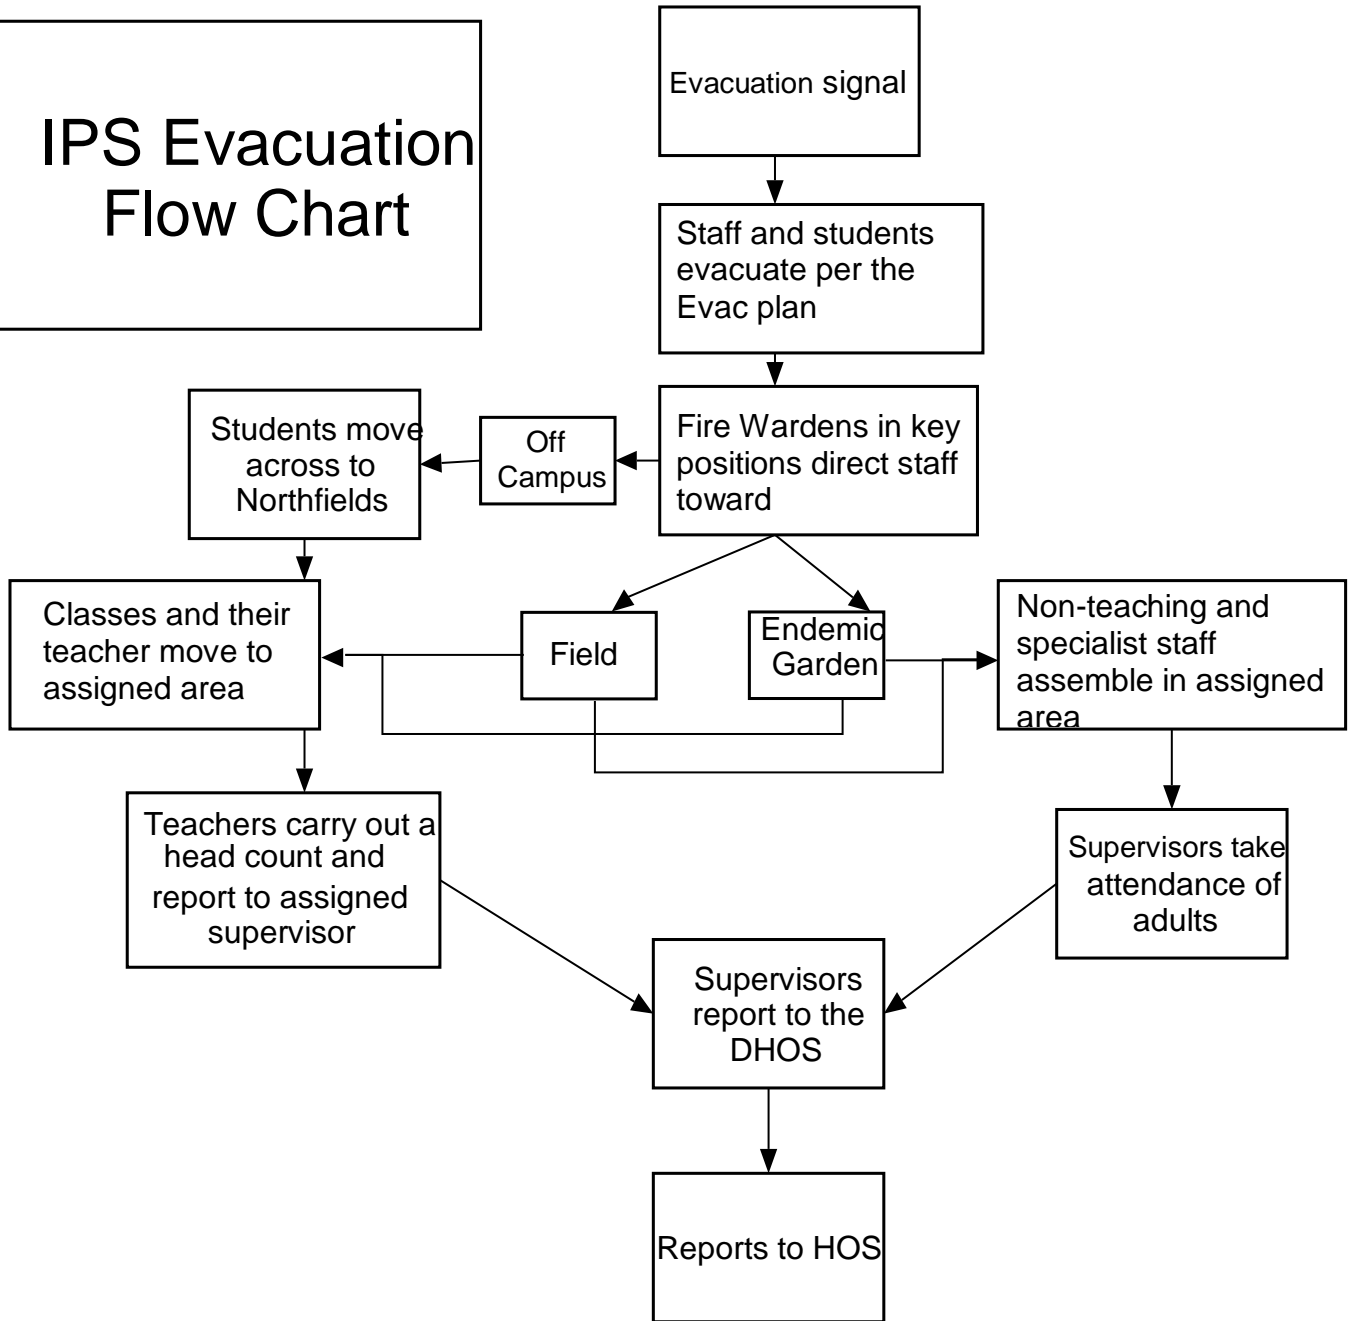 IPS Evacuation
Flow Chart
Evacuation signal
Staff and students
evacuate per the
Evac plan
Fire Wardens in key
positions direct staff
toward
Off
Campus
Students move
across to
Northfields
Classes and their
teacher move to
assigned area
Field
Endemic
Garden
Non-teaching and
specialist staff
assemble in assigned
area
Teachers carry out a
head count and
report to assigned
supervisor
Supervisors take
attendance of
adults
Supervisors
report to the
DHOS
Reports to HOS